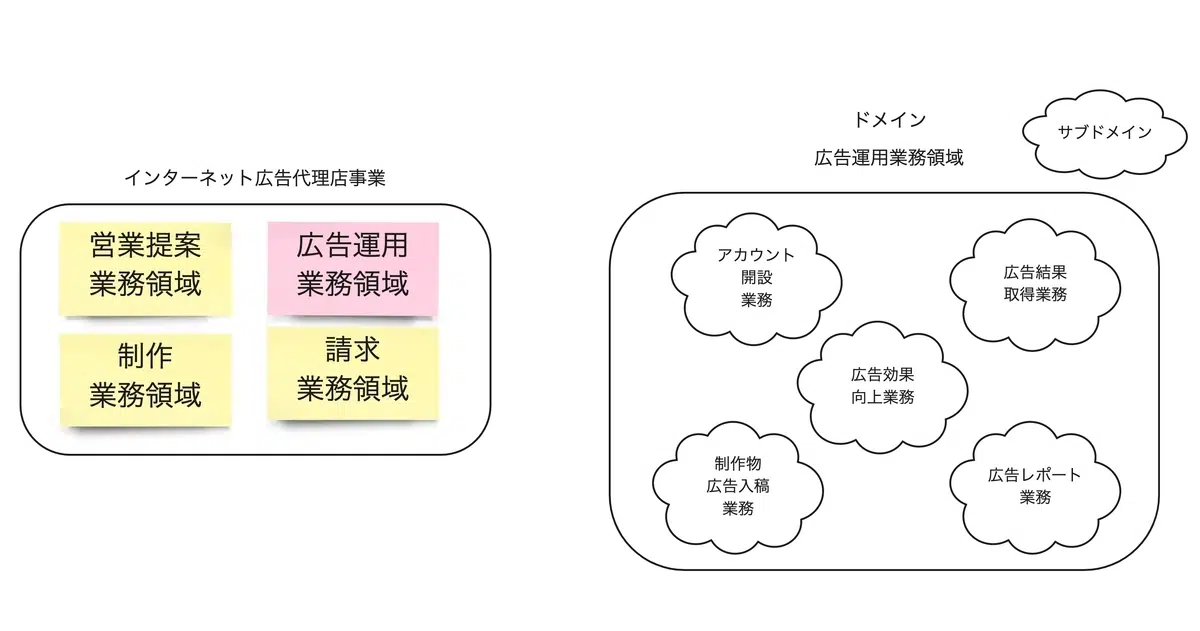 インターネット広告代理店事業
営業提案
業務領域
広告運用
業務領域
制作
業務領域
請求
業務領域
ドメイン
広告運用業務領域
サブドメイン
アカウント
開設
業務
広告結果
取得業務
広告効果
向上業務
制作物
広告入稿
業務
広告レポート
業務